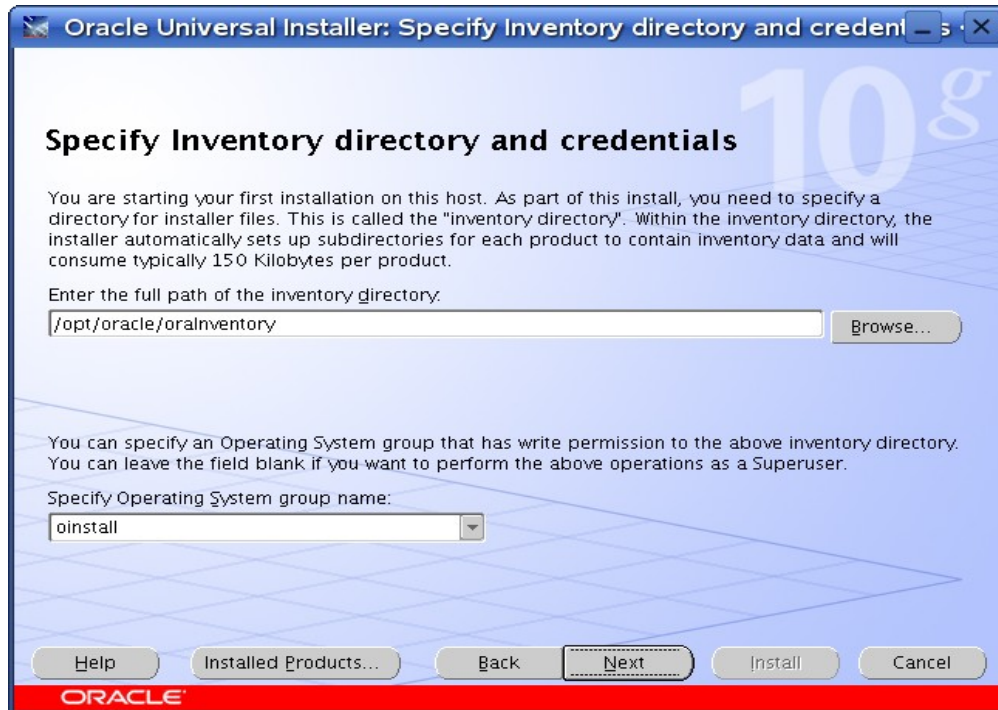 Oracle Universal Installer: Specify Inventory directory and credent s
10g
Specify Inventory directory and credentials
You are starting your first installation on this host. As part of this install, you need to specify a
directory for installer files. This is called the "inventory directory". Within the inventory directory, the
installer automatically sets up subdirectories for each product to contain inventory data and will
consume typically 150 Kilobytes per product.
Enter the full path of the inventory directory:
/opt/oracle/oraInventory
Browse...
You can specify an Operating System group that has write permission to the above inventory directory.
You can leave the field blank if you want to perform the above operations as a Superuser.
Specify Operating System group name:
oinstall
Help Installed Products... Back Next Install Cancel
ORACLE